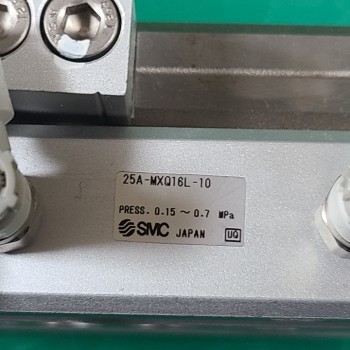 25A-MXQ16L-10
PRESS. 0.15 ~ 0.7 MPa
SMC JAPAN UQ